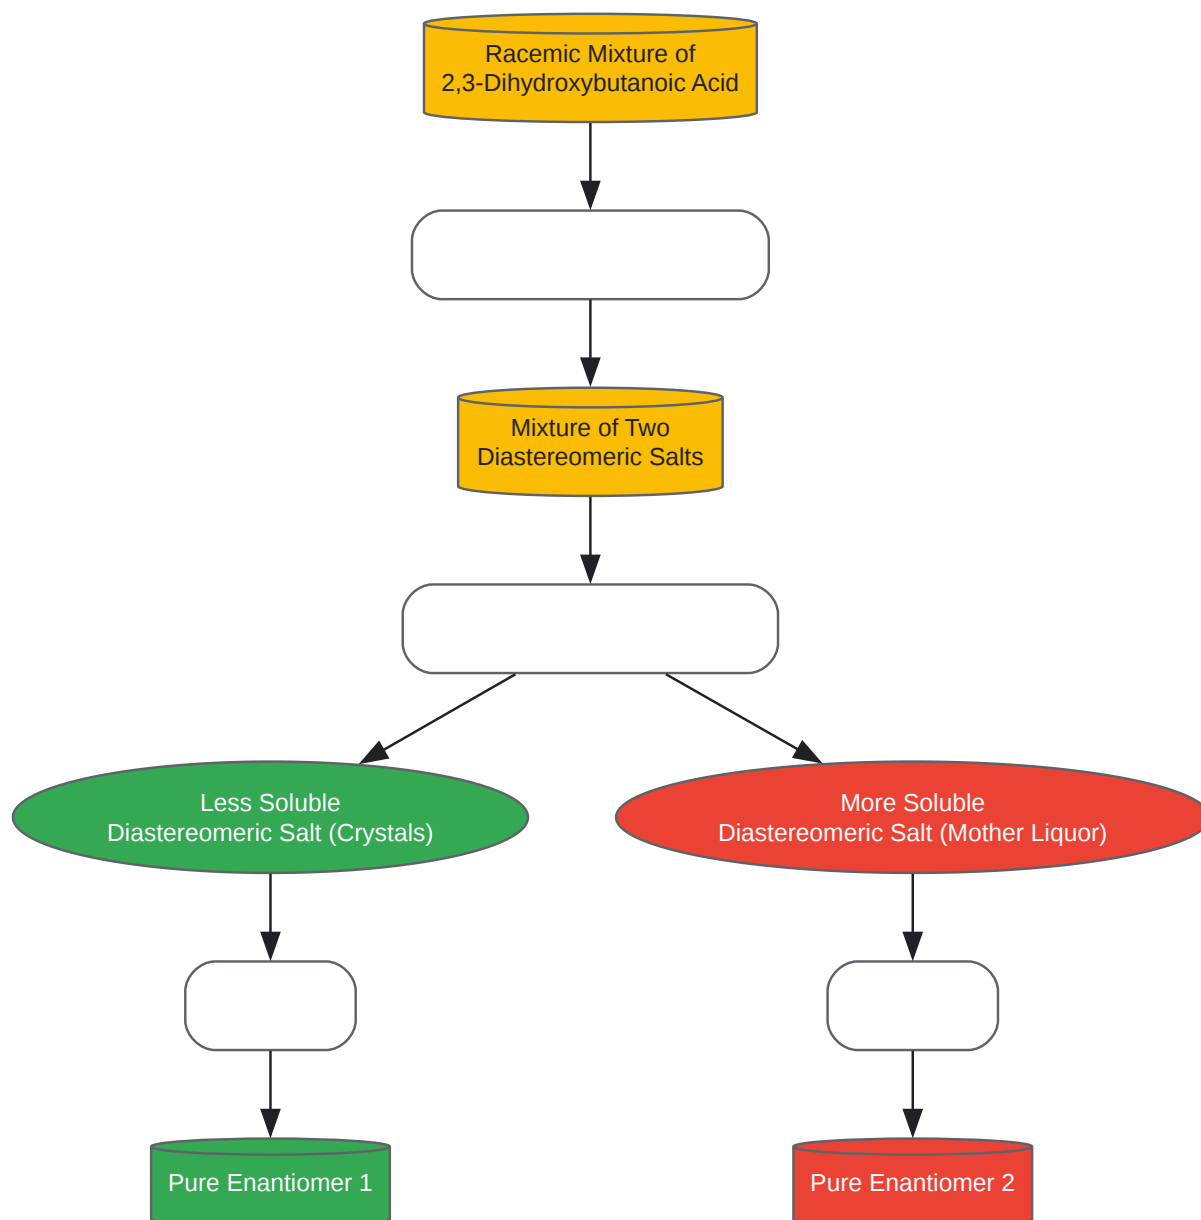 Racemic Mixture of
2,3-Dihydroxybutanoic Acid
Mixture of Two
Diastereomeric Salts
Less Soluble
Diastereomeric Salt (Crystals)
More Soluble
Diastereomeric Salt (Mother Liquor)
Pure Enantiomer 1
Pure Enantiomer 2